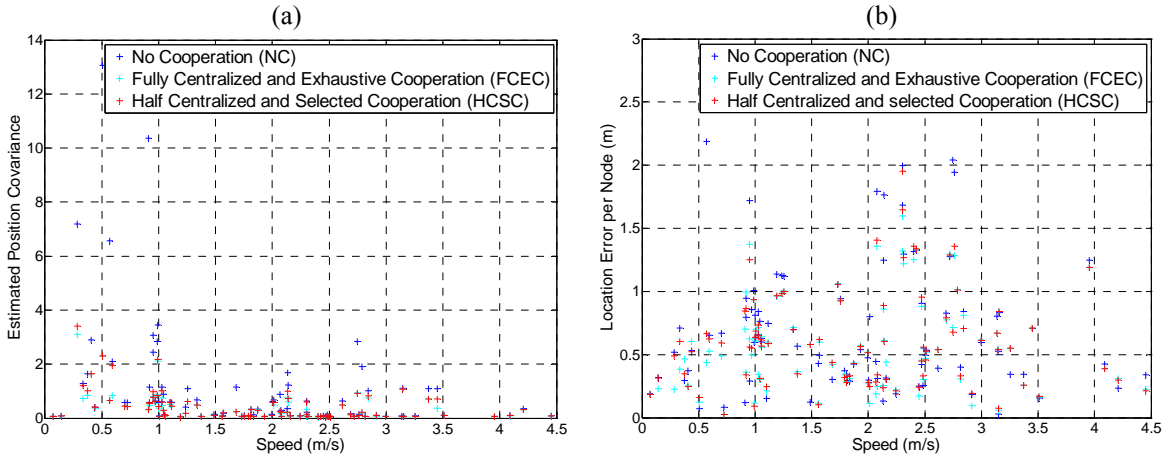 (a)
14
12
10
8
6
4
2
0
Estimated Position Covariance
No Cooperation (NC)
Fully Centralized and Exhaustive Cooperation (FCEC)
Half Centralized and Selected Cooperation (HCSC)
0 0.5 1.0 1.5 2.0 2.5 3.0 3.5 4.0 4.5
Speed (m/s)
(b)
3
2.5
2
1.5
1
0.5
0
Location Error per Node (m)
No Cooperation (NC)
Fully Centralized and Exhaustive Cooperation (FCEC)
Half Centralized and selected Cooperation (HCSC)
0 0.5 1 1.5 2 2.5 3 3.5 4 4.5
Speed (m/s)